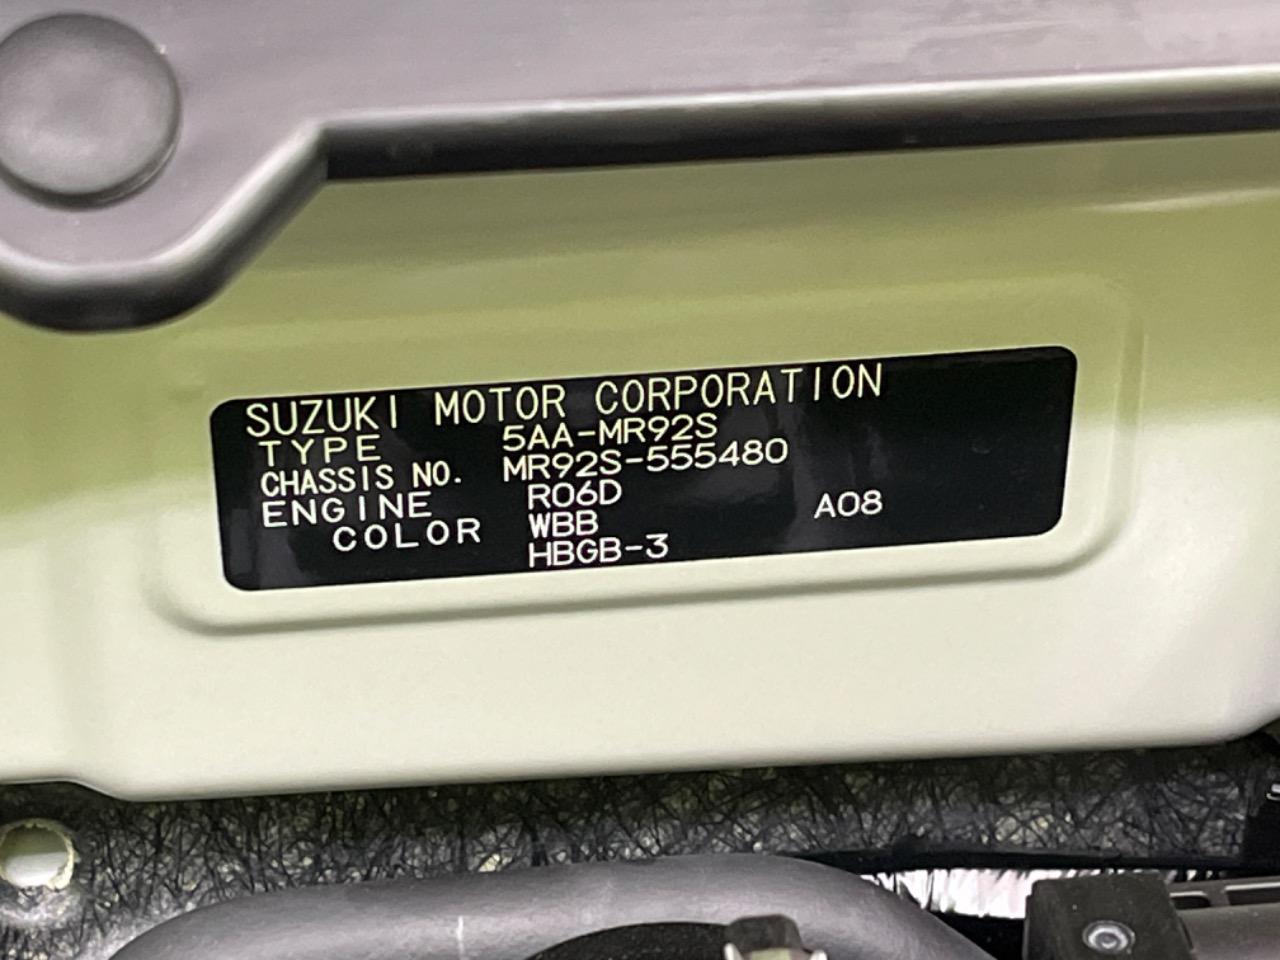 SUZUKI MOTOR CORPORATION
TYPE 5AA-MR92S
CHASSIS NO. MR92S-555480
ENGINE R06D
COLOR WBB A08
HBGB-3